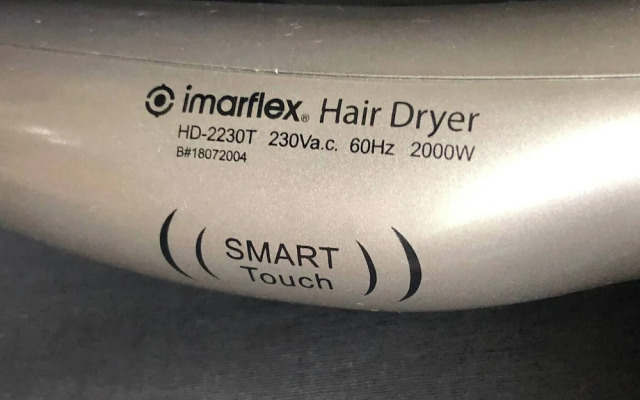 imarflex® Hair Dryer
HD-2230T 230Va.c. 60Hz 2000W
B#18072004
SMART
Touch